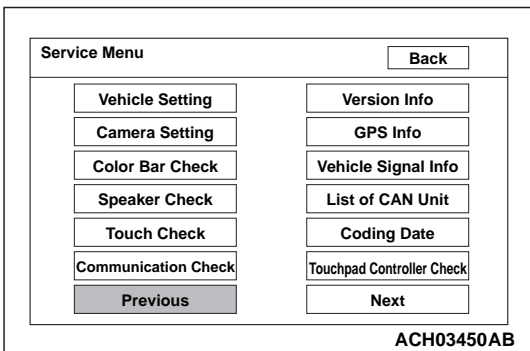 Service Menu
Back
Vehicle Setting
Version Info
Camera Setting
GPS Info
Color Bar Check
Vehicle Signal Info
Speaker Check
List of CAN Unit
Touch Check
Coding Date
Communication Check
Touchpad Controller Check
Previous
Next
ACH03450AB